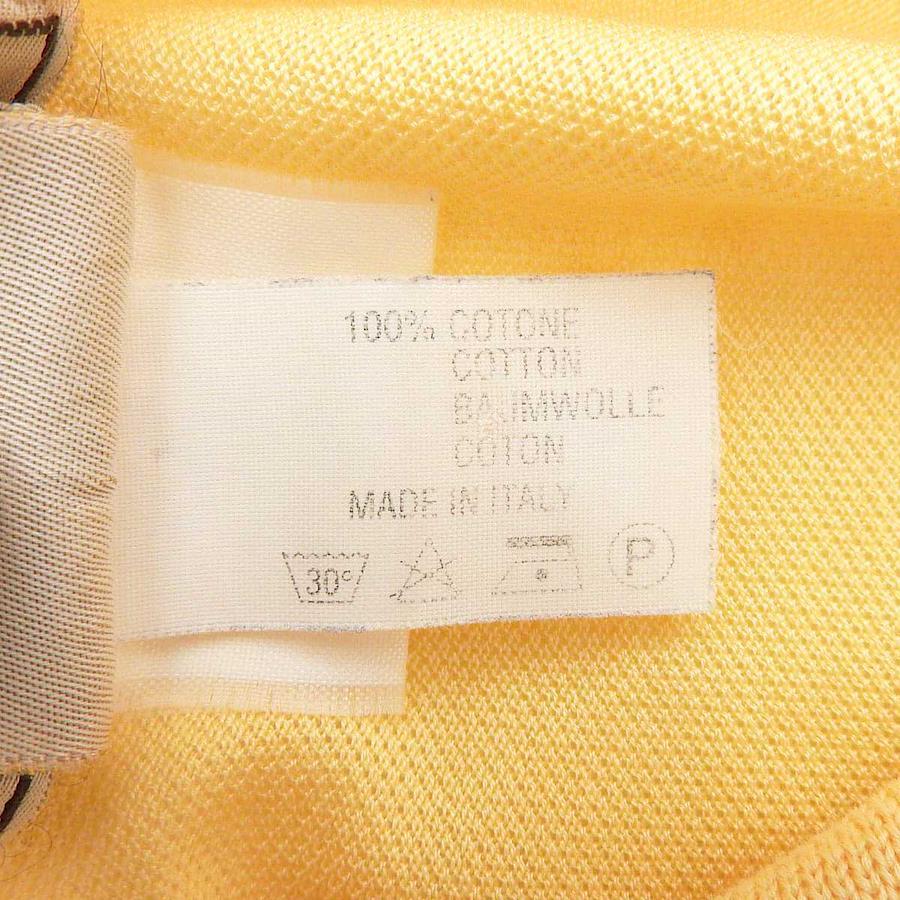 100% COTONE
COTTON
BAUMWOLLE
COTON
MADE IN ITALY
30° P